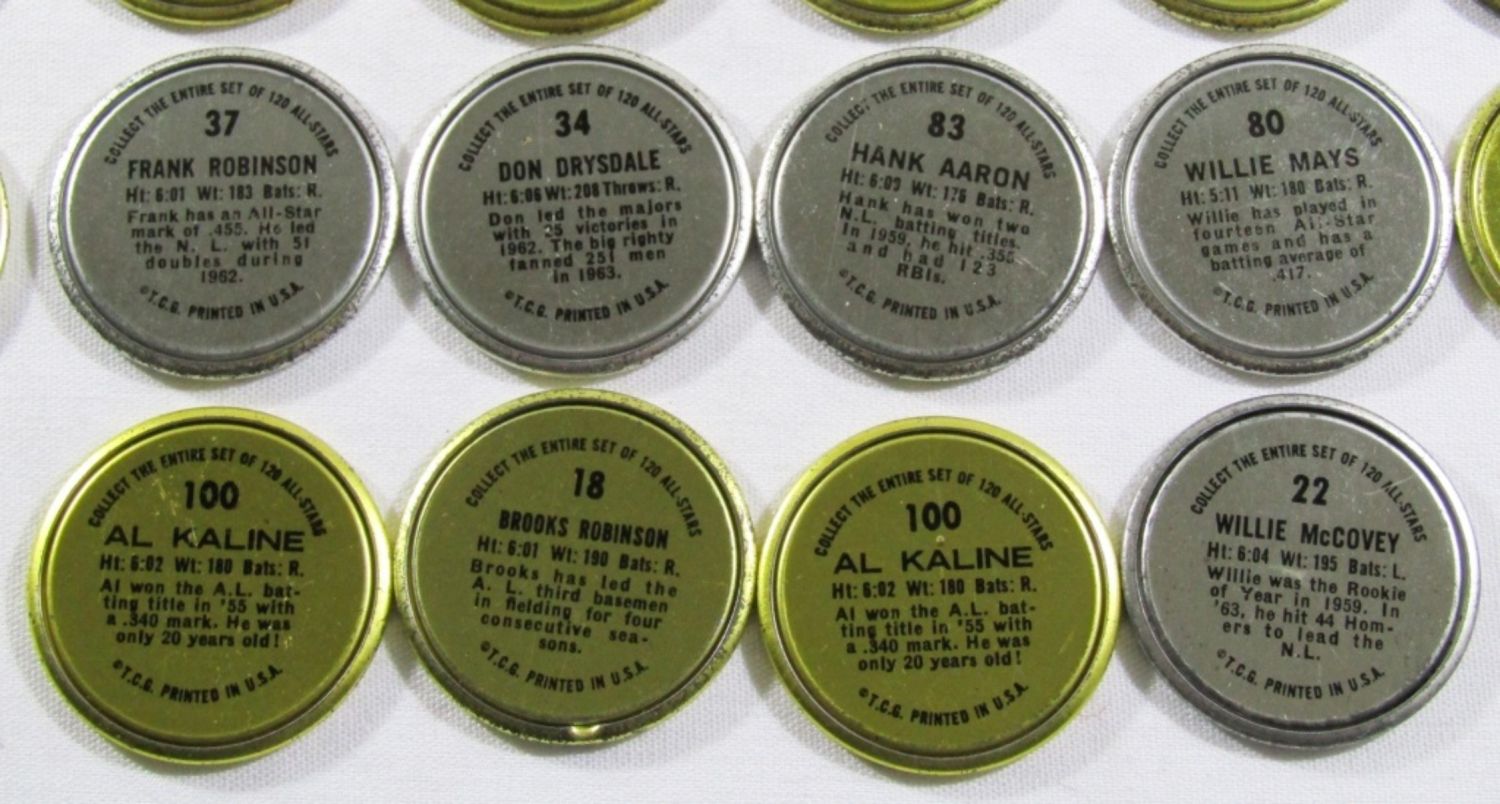 COLLECT THE ENTIRE SET OF 120 ALL-STARS
37
FRANK ROBINSON
Ht: 6:01 Wt: 183 Bats: R.
Frank has an All-Star
mark of .455. He led
the N. L. with 51
doubles during
1962.
©T.C.G. PRINTED IN U.S.A.
COLLECT THE ENTIRE SET OF 120 ALL-STARS
34
DON DRYSDALE
Ht: 6:06 Wt: 208 Throws: R.
Don led the majors
with 25 victories in
1962. The big righty
fanned 251 men
in 1963.
©T.C.G. PRINTED IN U.S.A.
COLLECT THE ENTIRE SET OF 120 ALL-STARS
83
HANK AARON
Ht: 6:00 Wt: 176 Bats: R.
Hank has won two
N.L. batting titles.
In 1959, he hit .355
and had 123
RBIs.
©T.C.G. PRINTED IN U.S.A.
COLLECT THE ENTIRE SET OF 120 ALL-STARS
80
WILLIE MAYS
Ht: 5:11 Wt: 180 Bats: R.
Willie has played in
fourteen All-Star
games and has a
batting average of
.417.
©T.C.G. PRINTED IN U.S.A.
COLLECT THE ENTIRE SET OF 120 ALL-STARS
100
AL KALINE
Ht: 6:02 Wt: 180 Bats: R.
Al won the A.L. bat-
ting title in '55 with
a .340 mark. He was
only 20 years old!
©T.C.G. PRINTED IN U.S.A.
COLLECT THE ENTIRE SET OF 120 ALL-STARS
18
BROOKS ROBINSON
Ht: 6:01 Wt: 190 Bats: R.
Brooks has led the
A. L. third basemen
in fielding for four
consecutive sea-
sons.
©T.C.G. PRINTED IN U.S.A.
COLLECT THE ENTIRE SET OF 120 ALL-STARS
100
AL KALINE
Ht: 6:02 Wt: 180 Bats: R.
Al won the A.L. bat-
ting title in '55 with
a .340 mark. He was
only 20 years old!
©T.C.G. PRINTED IN U.S.A.
COLLECT THE ENTIRE SET OF 120 ALL-STARS
22
WILLIE McCOVEY
Ht: 6:04 Wt: 195 Bats: L.
Willie was the Rookie
of Year in 1959. In
'63, he hit 44 Hom-
ers to lead the
N.L.
©T.C.G. PRINTED IN U.S.A.